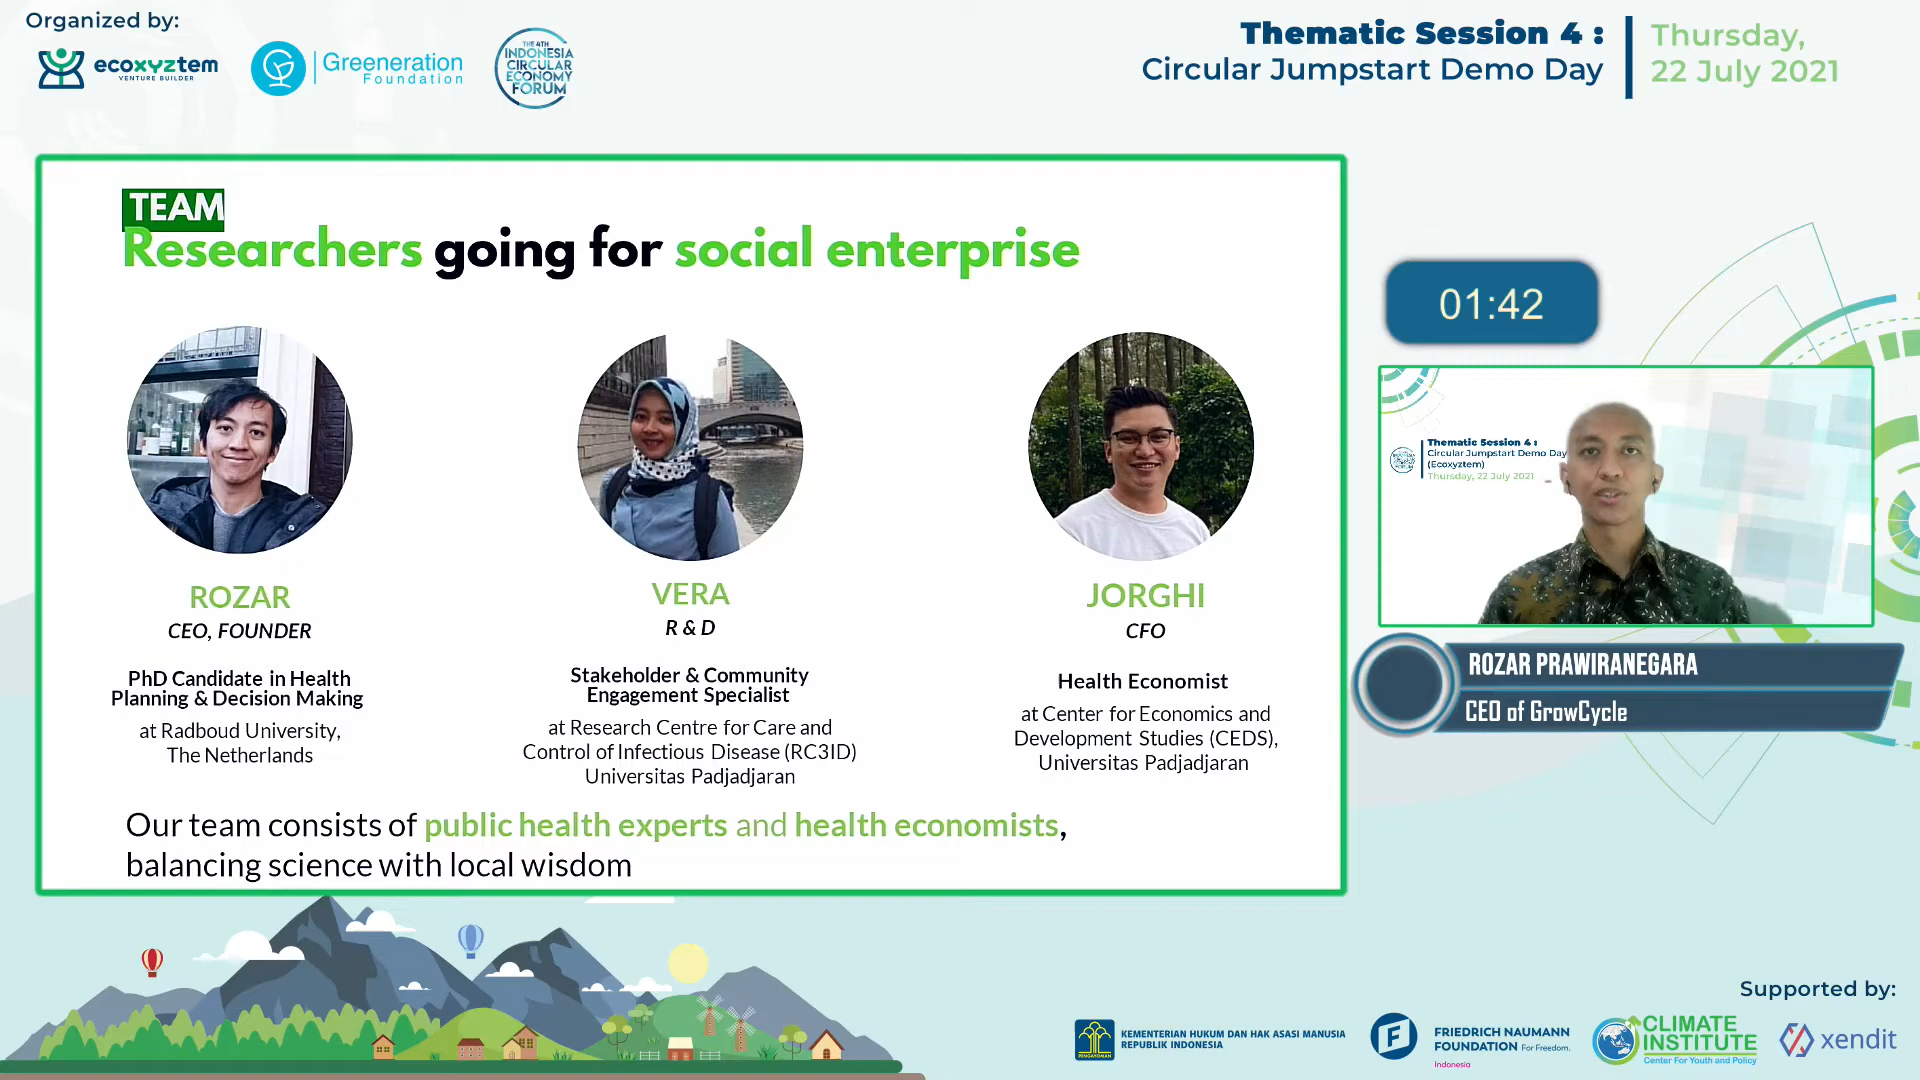 Organized by:
ecoxyztem
VENTURE BUILDER
Greeneration
Foundation
THE 4TH
INDONESIA
CIRCULAR
ECONOMY
FORUM
Thematic Session 4 :
Circular Jumpstart Demo Day
Thursday,
22 July 2021
TEAM
Researchers going for social enterprise
ROZAR
CEO, FOUNDER
PhD Candidate in Health
Planning & Decision Making
at Radboud University,
The Netherlands
VERA
R & D
Stakeholder & Community
Engagement Specialist
at Research Centre for Care and
Control of Infectious Disease (RC3ID)
Universitas Padjadjaran
JORGHI
CFO
Health Economist
at Center for Economics and
Development Studies (CEDS),
Universitas Padjadjaran
Our team consists of public health experts and health economists,
balancing science with local wisdom
01:42
Thematic Session 4 :
Circular Jumpstart Demo Day
(Ecoxyztem)
Thursday, 22 July 2021
ROZAR PRAWIRANEGARA
CEO of GrowCycle
Supported by:
PENGAYOMAN
KEMENTERIAN HUKUM DAN HAK ASASI MANUSIA
REPUBLIK INDONESIA
FRIEDRICH NAUMANN
FOUNDATION For Freedom.
Indonesia
CLIMATE
INSTITUTE
Center For Youth and Policy
xendit